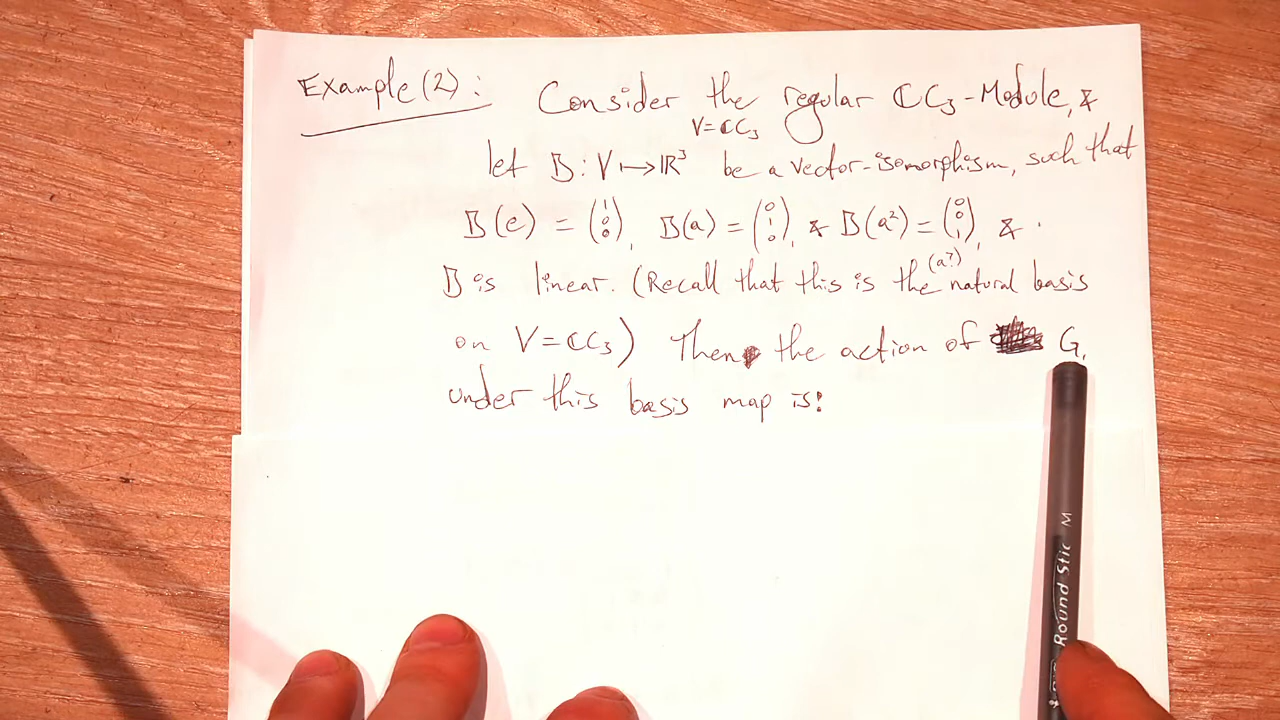 Example(2): Consider the regular ℂC₃-Module, &
V=ℂC₃
let B: V ↦ ℝ³ be a vector-isomorphism, such that
B(e) = (1 0 0), B(a) = (0 1 0), & B(a²) = (0 0 1), &
B is linear. (Recall that this is the (a?) natural basis
on V=ℂC₃) Then the action of G,
under this basis map is:
Round Stic M